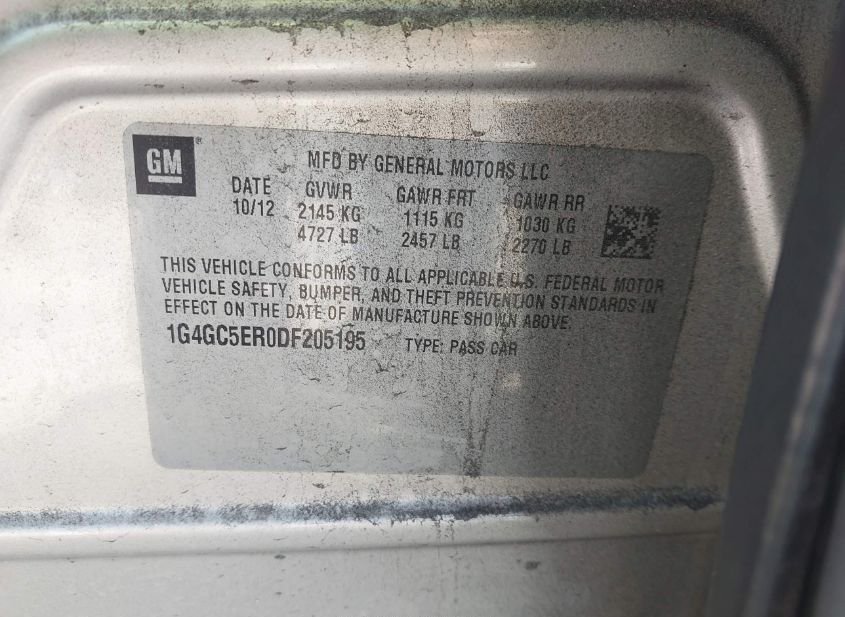 GM
MFD BY GENERAL MOTORS LLC
DATE GVWR GAWR FRT GAWR RR
10/12 2145 KG 1115 KG 1030 KG
4727 LB 2457 LB 2270 LB
THIS VEHICLE CONFORMS TO ALL APPLICABLE U.S. FEDERAL MOTOR
VEHICLE SAFETY, BUMPER, AND THEFT PREVENTION STANDARDS IN
EFFECT ON THE DATE OF MANUFACTURE SHOWN ABOVE.
1G4GC5ER0DF205195 TYPE: PASS CAR